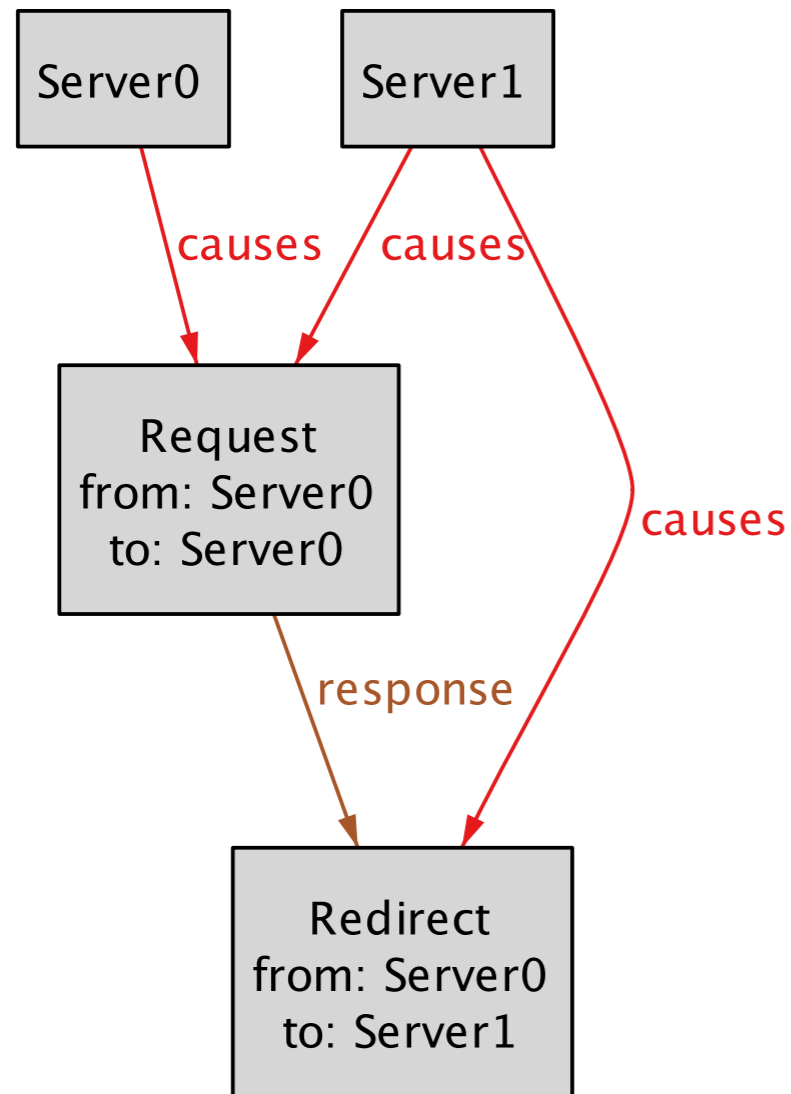 Server0
Server1
causes
causes
Request
from: Server0
to: Server0
causes
response
Redirect
from: Server0
to: Server1